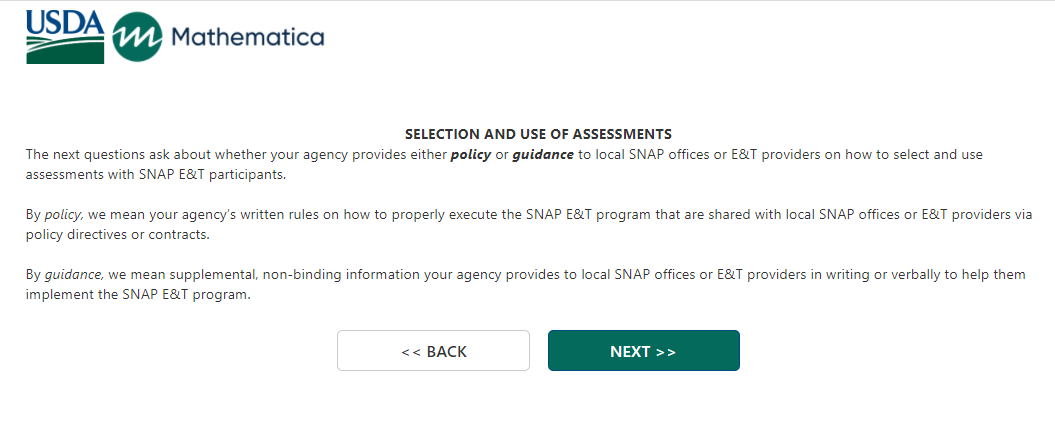 USDA
m Mathematica
SELECTION AND USE OF ASSESSMENTS
The next questions ask about whether your agency provides either policy or guidance to local SNAP offices or E&T providers on how to select and use
assessments with SNAP E&T participants.
By policy, we mean your agency's written rules on how to properly execute the SNAP E&T program that are shared with local SNAP offices or E&T providers via
policy directives or contracts.
By guidance, we mean supplemental, non-binding information your agency provides to local SNAP offices or E&T providers in writing or verbally to help them
implement the SNAP E&T program.
<< BACK
NEXT >>